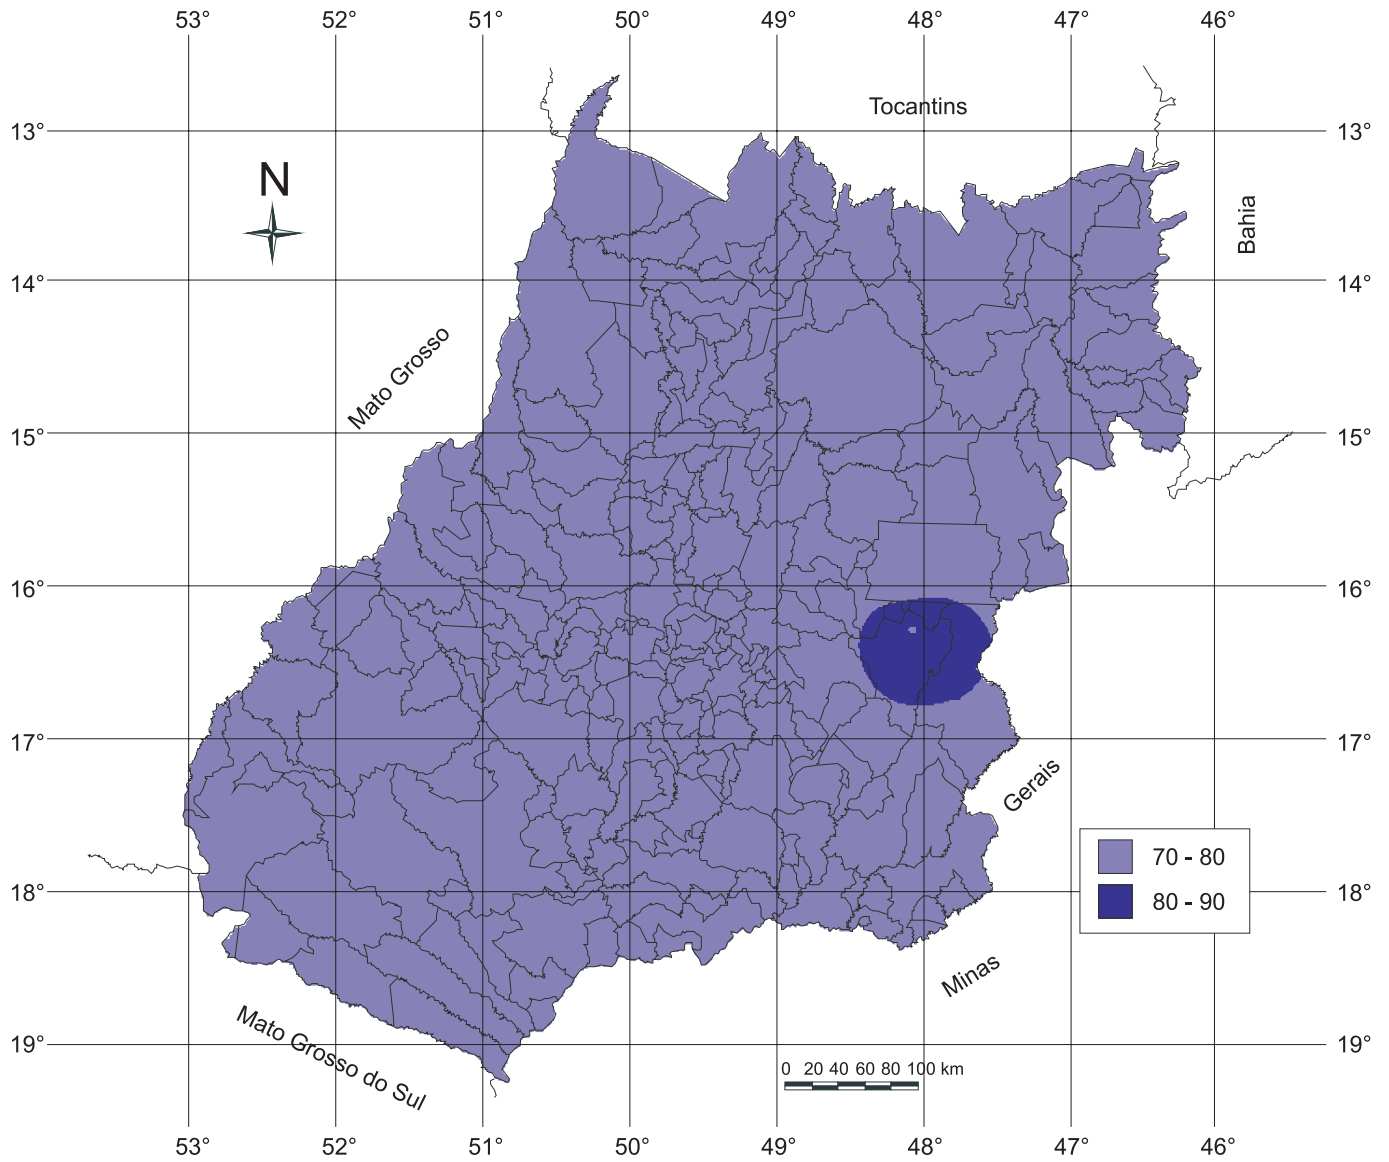 53° 52° 51° 50° 49° 48° 47° 46°
Tocantins
13° 13°
N
Bahia
14° 14°
Mato Grosso
15° 15°
16° 16°
17° 17°
Gerais
70 - 80
18° 18°
80 - 90
Minas
Mato Grosso do Sul
19° 19°
0 20 40 60 80 100 km
53° 52° 51° 50° 49° 48° 47° 46°